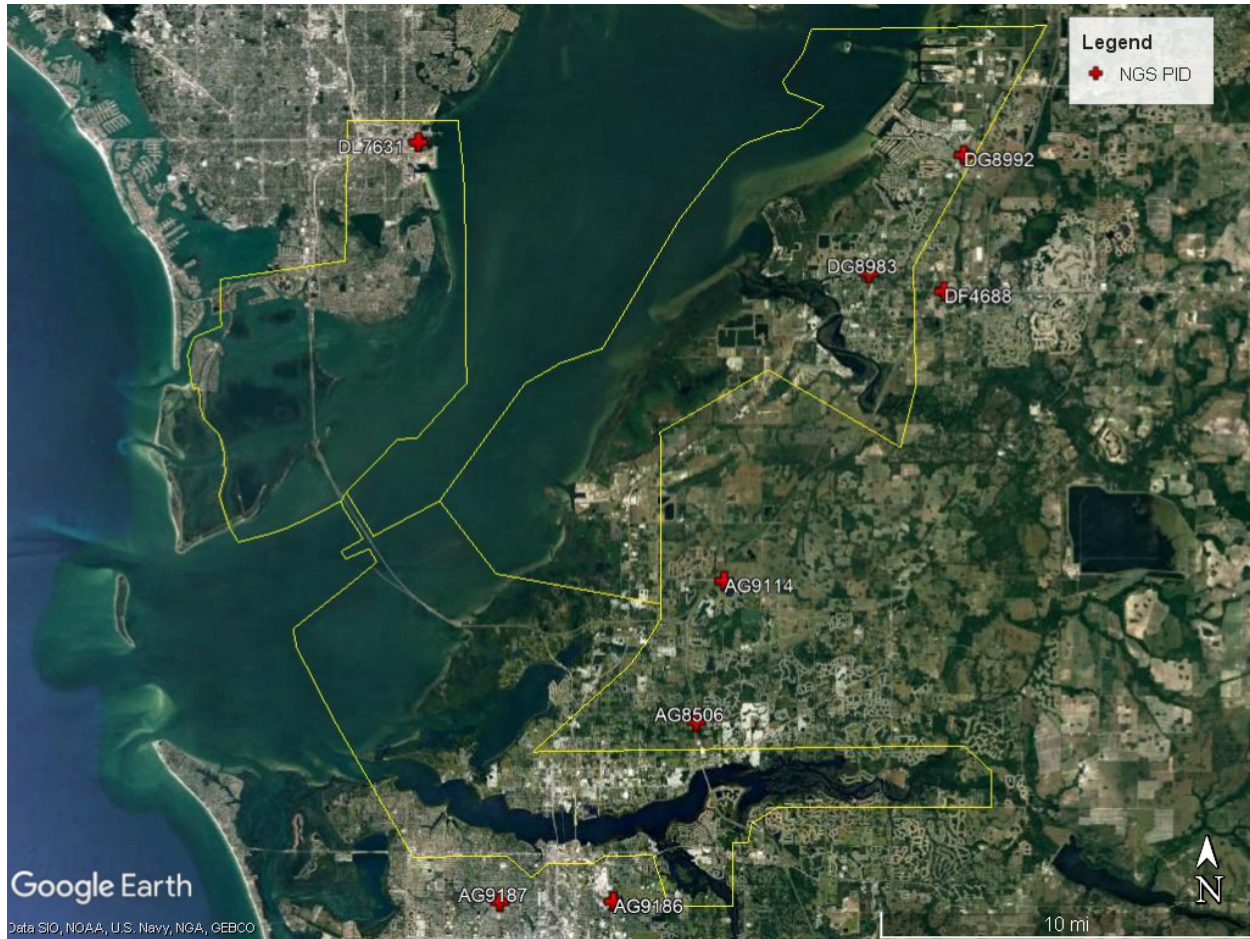 Legend
NGS PID
DL7631
DG8992
DG8983
DF4688
AG9114
AG8506
AG9187
AG9186
N
10 mi
Google Earth
Data SIO, NOAA, U.S. Navy, NGA, GEBCO